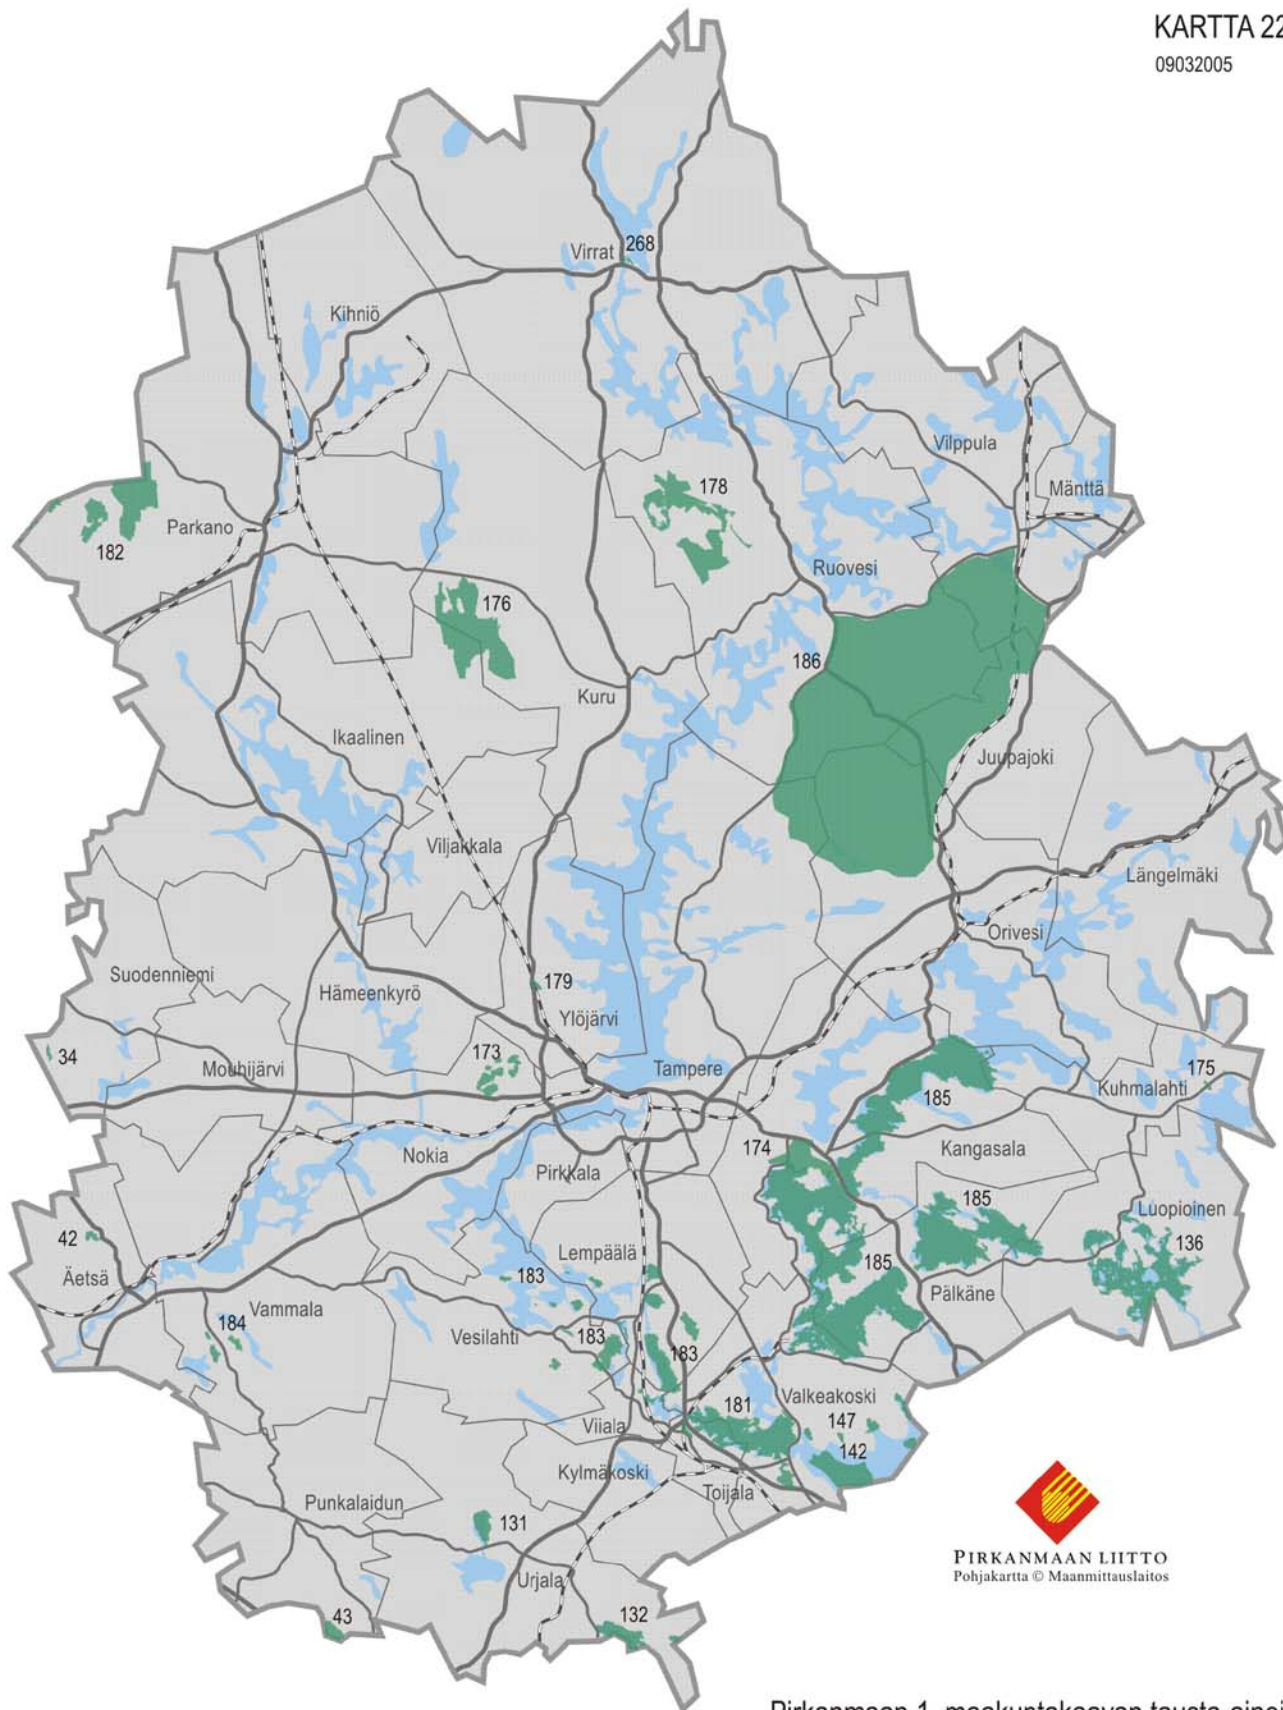 KARTTA 22
09032005
Virrat
268
Kihniö
Vilppula
Mänttä
178
Parkano
182
Ruovesi
176
186
Kuru
Ikaalinen
Juupajoki
Viljakkala
Längelmäki
Orivesi
Suodenniemi
Hämeenkyrö
179
Ylöjärvi
34
Mouhijärvi
173
Tampere
175
Kuhmalahti
185
174
Kangasala
Nokia
Pirkkala
185
Luopioinen
42
136
Äetsä
Lempäälä
183
185
Pälkäne
Vammala
184
Vesilahti
183
183
Valkeakoski
181
147
Viiala
142
Kylmäkoski
Toijala
Punkalaidun
131
Urjala
43
132
PIRKANMAAN LIITTO
Pohjakartta © Maanmittauslaitos